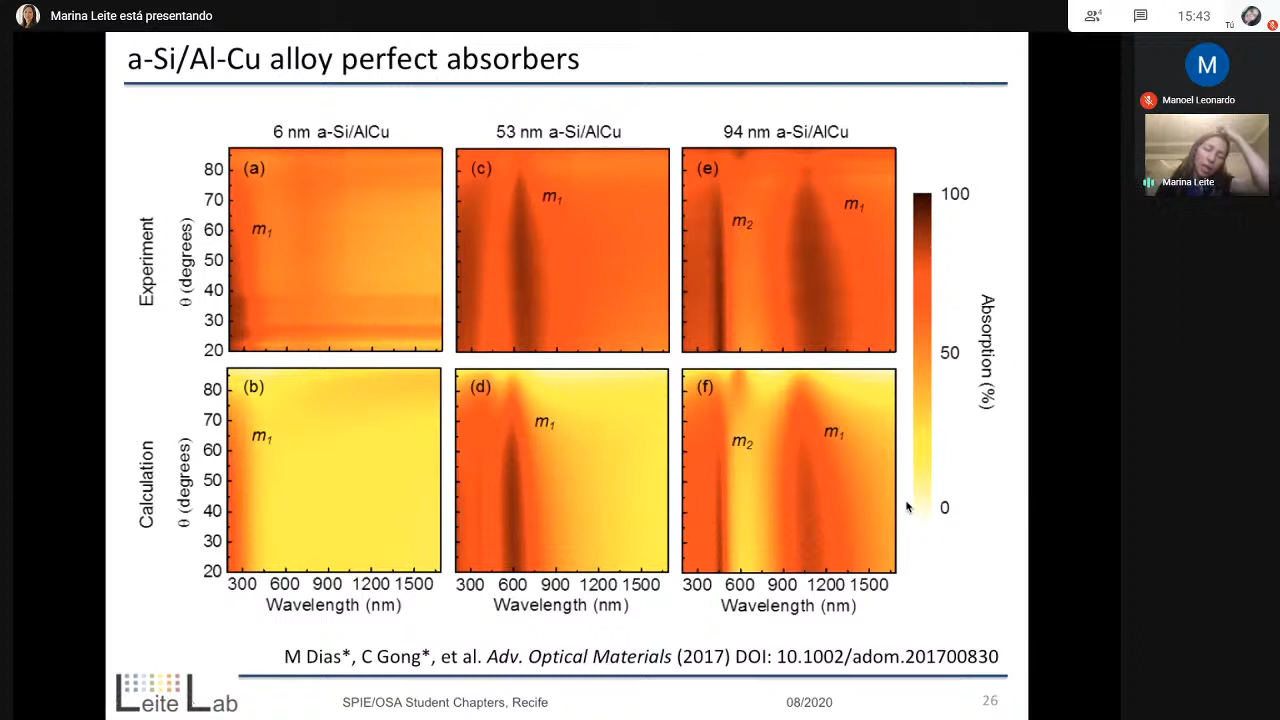 Marina Leite está presentando
4
15:43
Tú
M
Manoel Leonardo
Marina Leite
a-Si/Al-Cu alloy perfect absorbers
6 nm a-Si/AlCu
53 nm a-Si/AlCu
94 nm a-Si/AlCu
Experiment
θ (degrees)
80
70
60
50
40
30
20
(a)
m1
(c)
m1
(e)
m2
m1
Calculation
θ (degrees)
80
70
60
50
40
30
20
(b)
m1
(d)
m1
(f)
m2
m1
300 600 900 1200 1500
300 600 900 1200 1500
300 600 900 1200 1500
Wavelength (nm)
Wavelength (nm)
Wavelength (nm)
100
50
0
Absorption (%)
M Dias*, C Gong*, et al. Adv. Optical Materials (2017) DOI: 10.1002/adom.201700830
Leite Lab
SPIE/OSA Student Chapters, Recife
08/2020
26